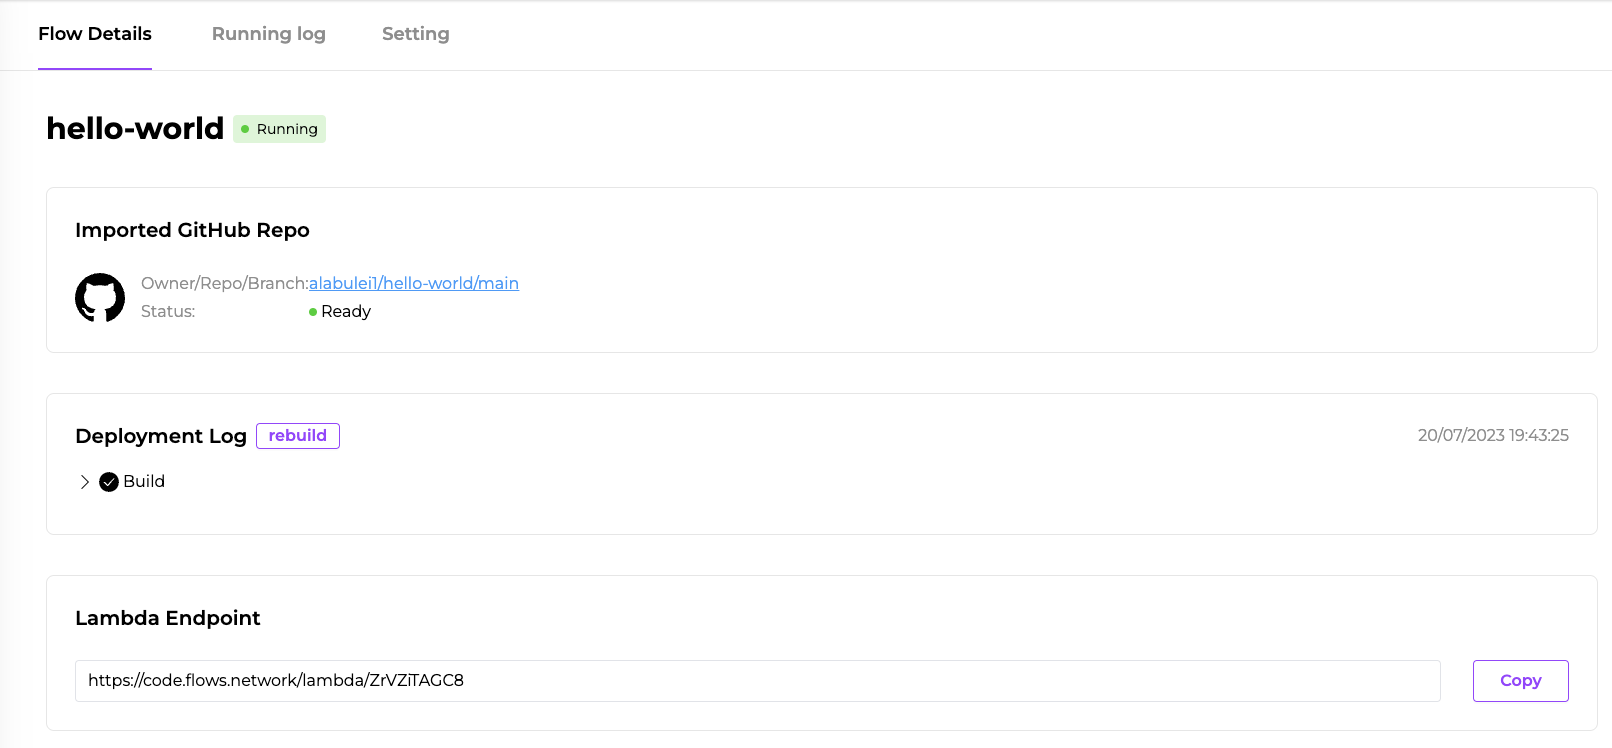 Flow Details Running log Setting
hello-world Running
Imported GitHub Repo
Owner/Repo/Branch:alabulei1/hello-world/main
Status: Ready
Deployment Log rebuild 20/07/2023 19:43:25
Build
Lambda Endpoint
https://code.flows.network/lambda/ZrVZiTAGC8 Copy